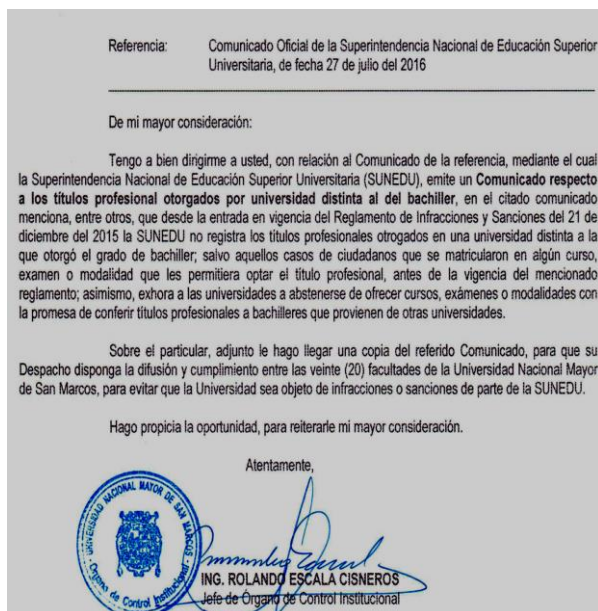 Referencia: Comunicado Oficial de la Superintendencia Nacional de Educación Superior
Universitaria, de fecha 27 de julio del 2016
De mi mayor consideración:
Tengo a bien dirigirme a usted, con relación al Comunicado de la referencia, mediante el cual
la Superintendencia Nacional de Educación Superior Universitaria (SUNEDU), emite un Comunicado respecto
a los títulos profesional otorgados por universidad distinta al del bachiller, en el citado comunicado
menciona, entre otros, que desde la entrada en vigencia del Reglamento de Infracciones y Sanciones del 21 de
diciembre del 2015 la SUNEDU no registra los títulos profesionales otrogados en una universidad distinta a la
que otorgó el grado de bachiller; salvo aquellos casos de ciudadanos que se matricularon en algún curso,
examen o modalidad que les permitiera optar el título profesional, antes de la vigencia del mencionado
reglamento; asimismo, exhora a las universidades a abstenerse de ofrecer cursos, exámenes o modalidades con
la promesa de conferir títulos profesionales a bachilleres que provienen de otras universidades.
Sobre el particular, adjunto le hago llegar una copia del referido Comunicado, para que su
Despacho disponga la difusión y cumplimiento entre las veinte (20) facultades de la Universidad Nacional Mayor
de San Marcos, para evitar que la Universidad sea objeto de infracciones o sanciones de parte de la SUNEDU.
Hago propicia la oportunidad, para reiterarle mi mayor consideración.
Atentamente,
UNIVERSIDAD NACIONAL MAYOR DE SAN MARCOS
Organo de Control Institucional
ING. ROLANDO ESCALA CISNEROS
Jefe de Órgano de Control Institucional